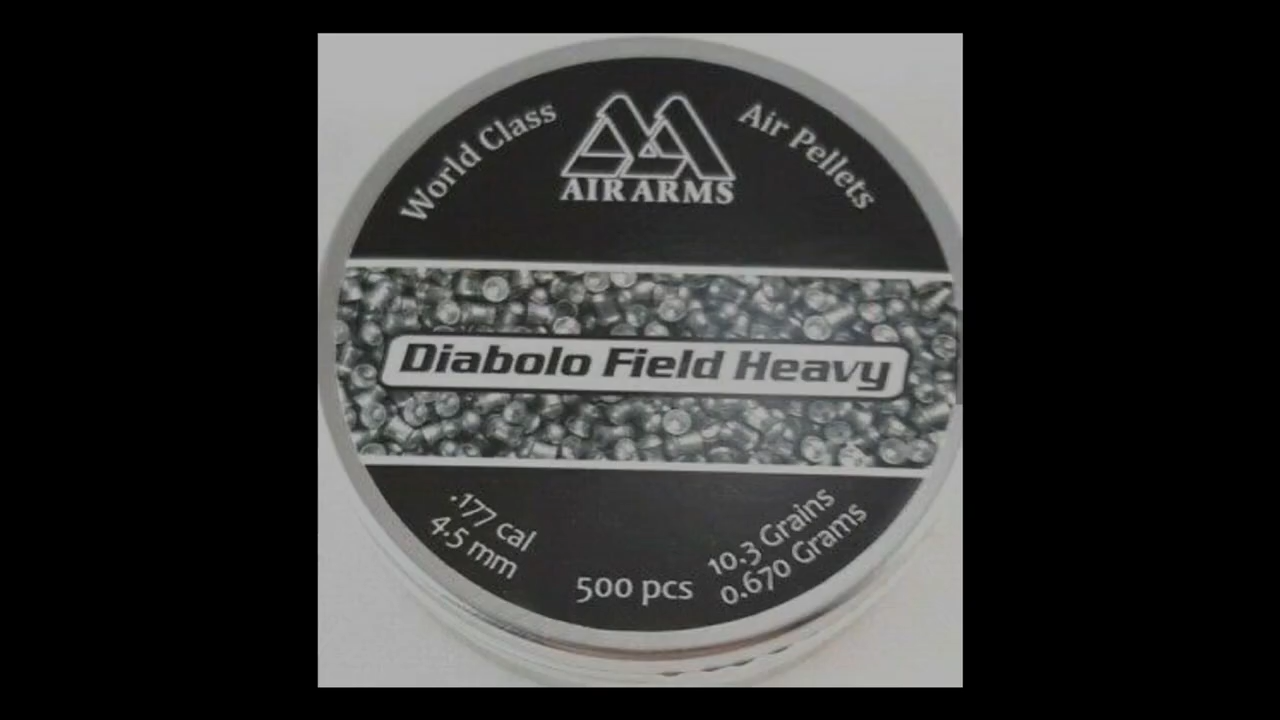 World Class
AIR ARMS
Air Pellets
Diabolo Field Heavy
.177 cal
4.5 mm
500 pcs
10.3 Grains
0.670 Grams